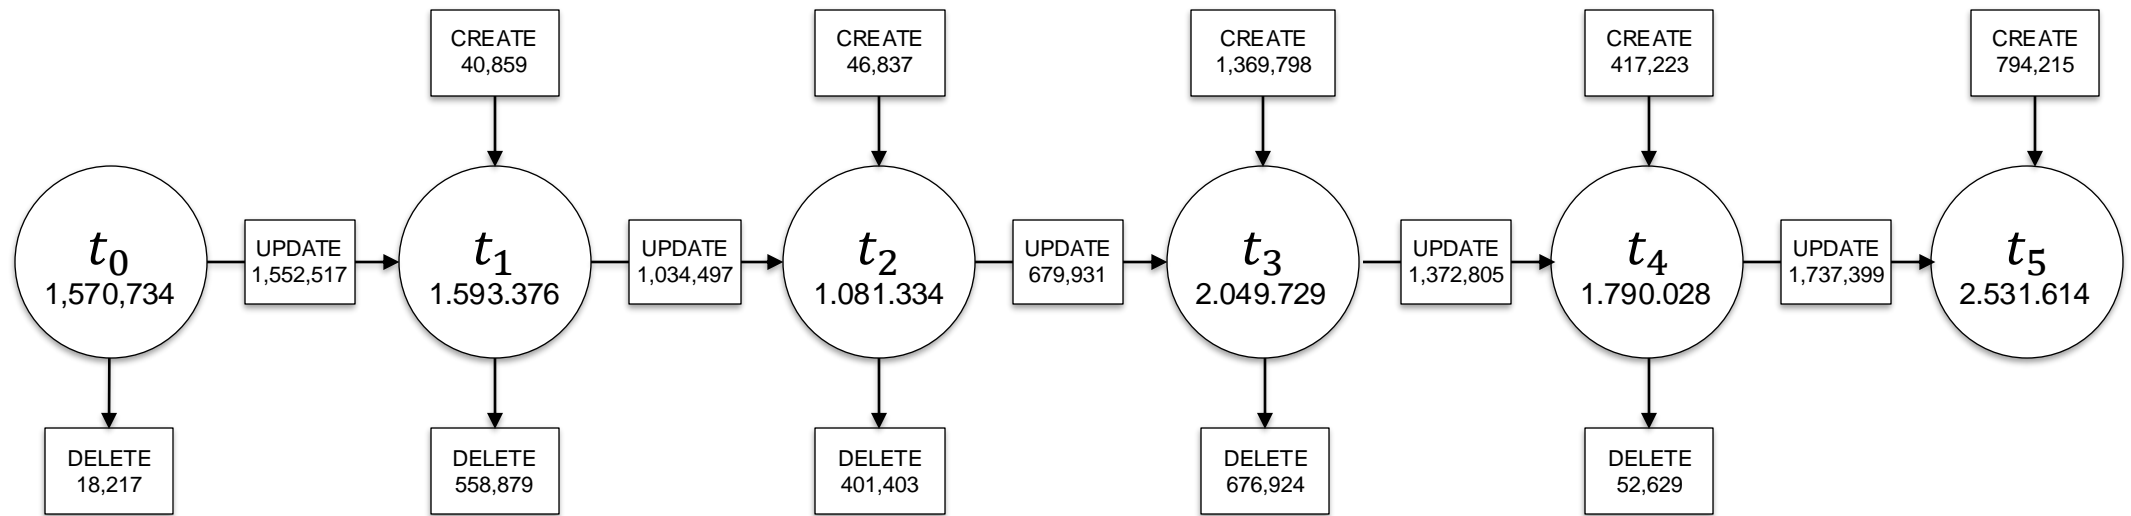 CREATE
40,859
CREATE
46,837
CREATE
1,369,798
CREATE
417,223
CREATE
794,215
t₀
1,570,734
UPDATE
1,552,517
t₁
1.593.376
UPDATE
1,034,497
t₂
1.081.334
UPDATE
679,931
t₃
2.049.729
UPDATE
1,372,805
t₄
1.790.028
UPDATE
1,737,399
t₅
2.531.614
DELETE
18,217
DELETE
558,879
DELETE
401,403
DELETE
676,924
DELETE
52,629